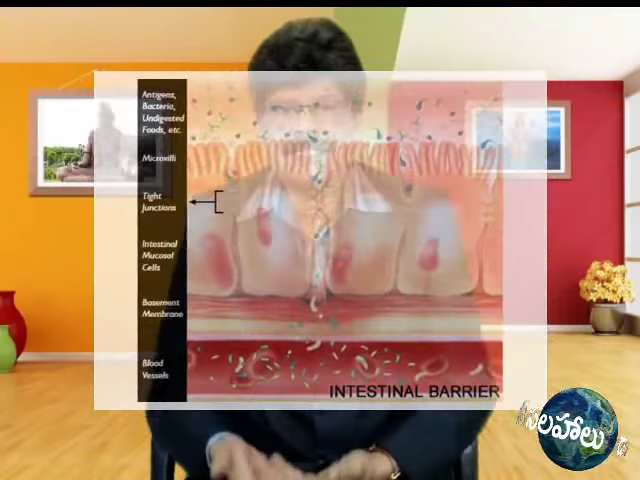 Antigens,
Bacteria,
Undigested
Foods, etc.
Microvilli
Tight
Junctions
Intestinal
Mucosal
Cells
Basement
Membrane
Blood
Vessels
INTESTINAL BARRIER
సలహాలు